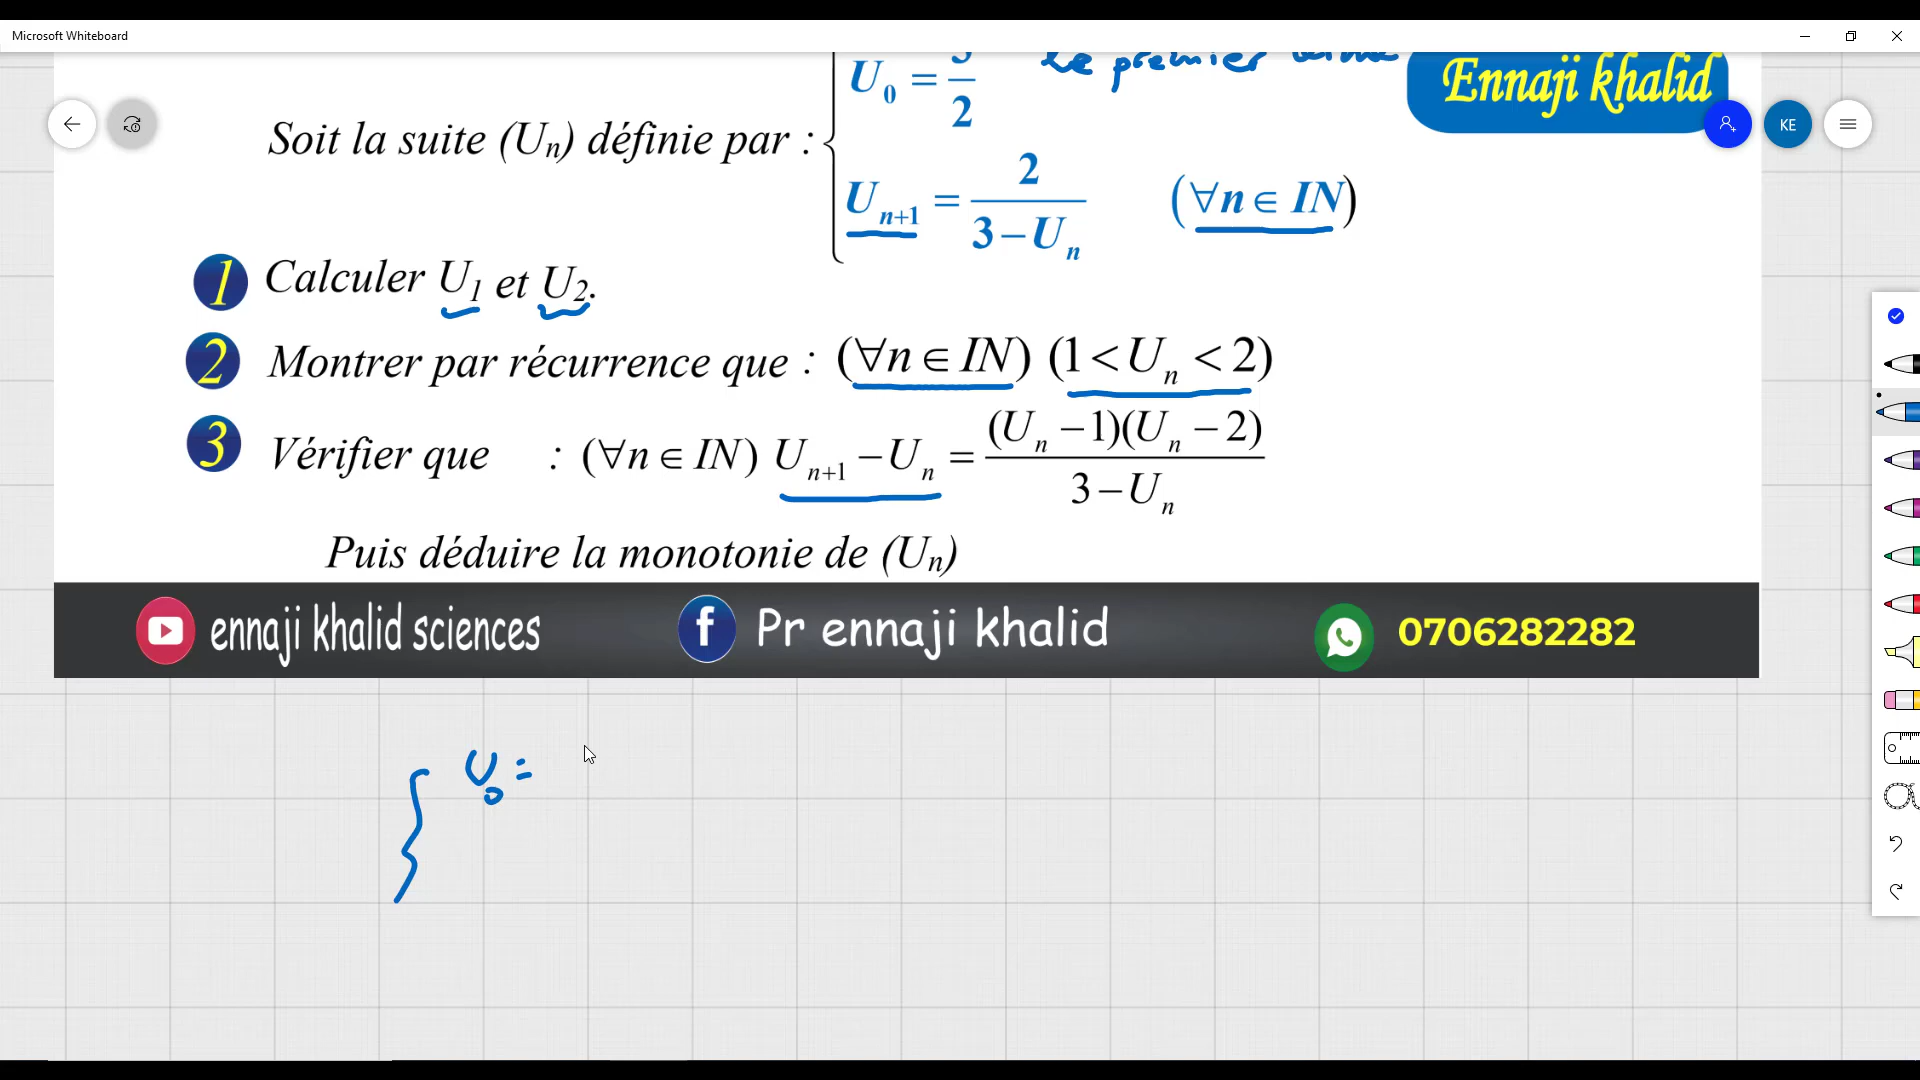 Microsoft Whiteboard
U₀ = 3/2 Le premier
Ennaji khalid
KE
Soit la suite (Uₙ) définie par :
Uₙ₊₁ = 2/(3−Uₙ) (∀n ∈ IN)
1 Calculer U₁ et U₂.
2 Montrer par récurrence que : (∀n ∈ IN) (1 < Uₙ < 2)
3 Vérifier que : (∀n ∈ IN) Uₙ₊₁ − Uₙ = (Uₙ −1)(Uₙ −2)/(3−Uₙ)
Puis déduire la monotonie de (Uₙ)
ennaji khalid sciences
f Pr ennaji khalid
0706282282
{ U₀ =